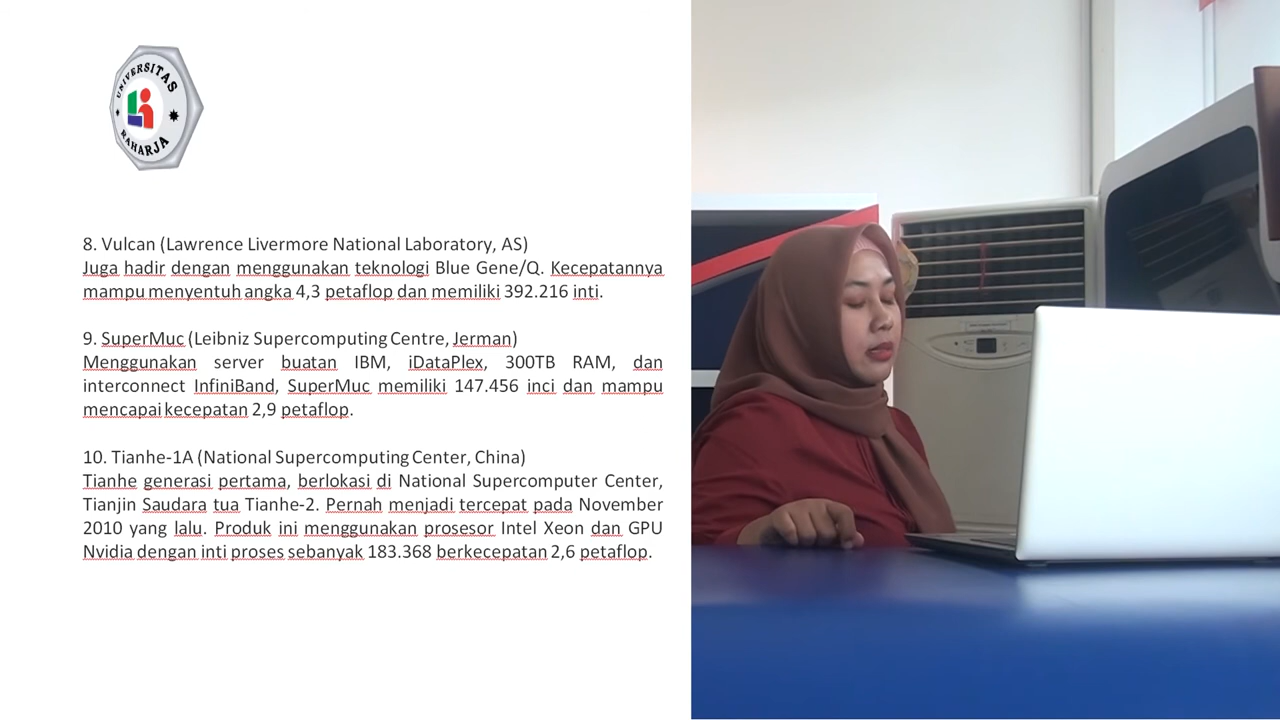 UNIVERSITAS
RAHARJA
8. Vulcan (Lawrence Livermore National Laboratory, AS)
Juga hadir dengan menggunakan teknologi Blue Gene/Q. Kecepatannya
mampu menyentuh angka 4,3 petaflop dan memiliki 392.216 inti.
9. SuperMuc (Leibniz Supercomputing Centre, Jerman)
Menggunakan server buatan IBM, iDataPlex, 300TB RAM, dan
interconnect InfiniBand, SuperMuc memiliki 147.456 inci dan mampu
mencapai kecepatan 2,9 petaflop.
10. Tianhe-1A (National Supercomputing Center, China)
Tianhe generasi pertama, berlokasi di National Supercomputer Center,
Tianjin Saudara tua Tianhe-2. Pernah menjadi tercepat pada November
2010 yang lalu. Produk ini menggunakan prosesor Intel Xeon dan GPU
Nvidia dengan inti proses sebanyak 183.368 berkecepatan 2,6 petaflop.